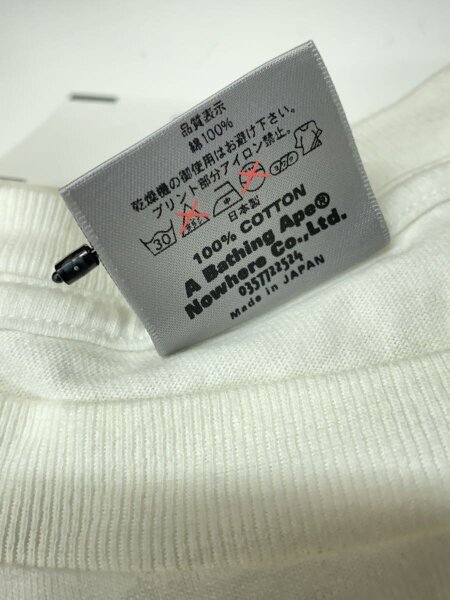 品質表示
綿100%
乾燥機の御使用はお避け下さい。
プリント部分アイロン禁止。
30
日本製
100% COTTON
A Bathing Ape®
Nowhere Co.,Ltd.
0357722524
Made in JAPAN